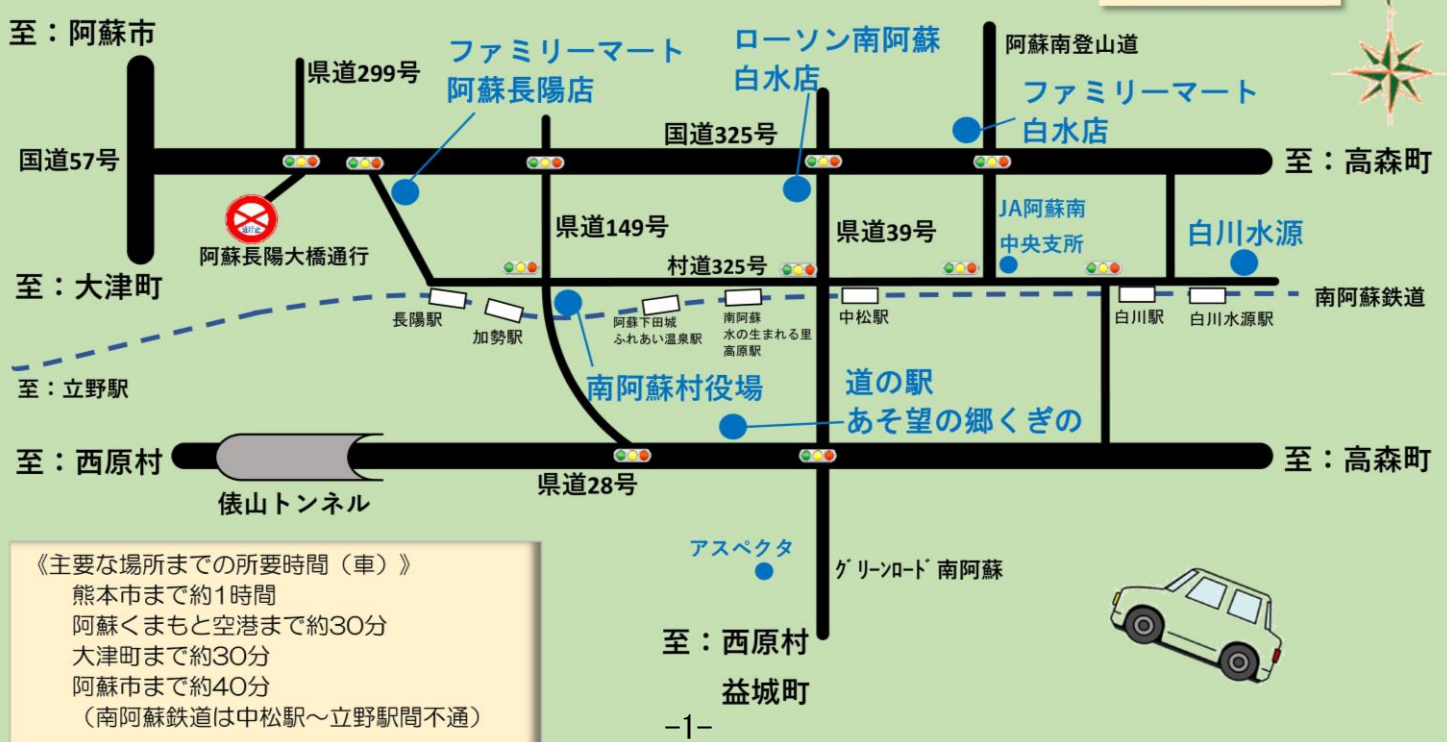 至：阿蘇市
県道299号
ファミリーマート
阿蘇長陽店
ローソン南阿蘇
白水店
阿蘇南登山道
ファミリーマート
白水店
国道57号
国道325号
至：高森町
阿蘇長陽大橋通行
県道149号
県道39号
JA阿蘇南
中央支所
白川水源
村道325号
至：大津町
南阿蘇鉄道
長陽駅
加勢駅
阿蘇下田城
ふれあい温泉駅
南阿蘇
水の生まれる里
高原駅
中松駅
白川駅
白川水源駅
至：立野駅
南阿蘇村役場
道の駅
あそ望の郷くぎの
至：西原村
至：高森町
俵山トンネル
県道28号
アスペクタ
グリーンロード南阿蘇
至：西原村
益城町
《主要な場所までの所要時間（車）》
熊本市まで約1時間
阿蘇くまもと空港まで約30分
大津町まで約30分
阿蘇市まで約40分
（南阿蘇鉄道は中松駅～立野駅間不通）
-1-